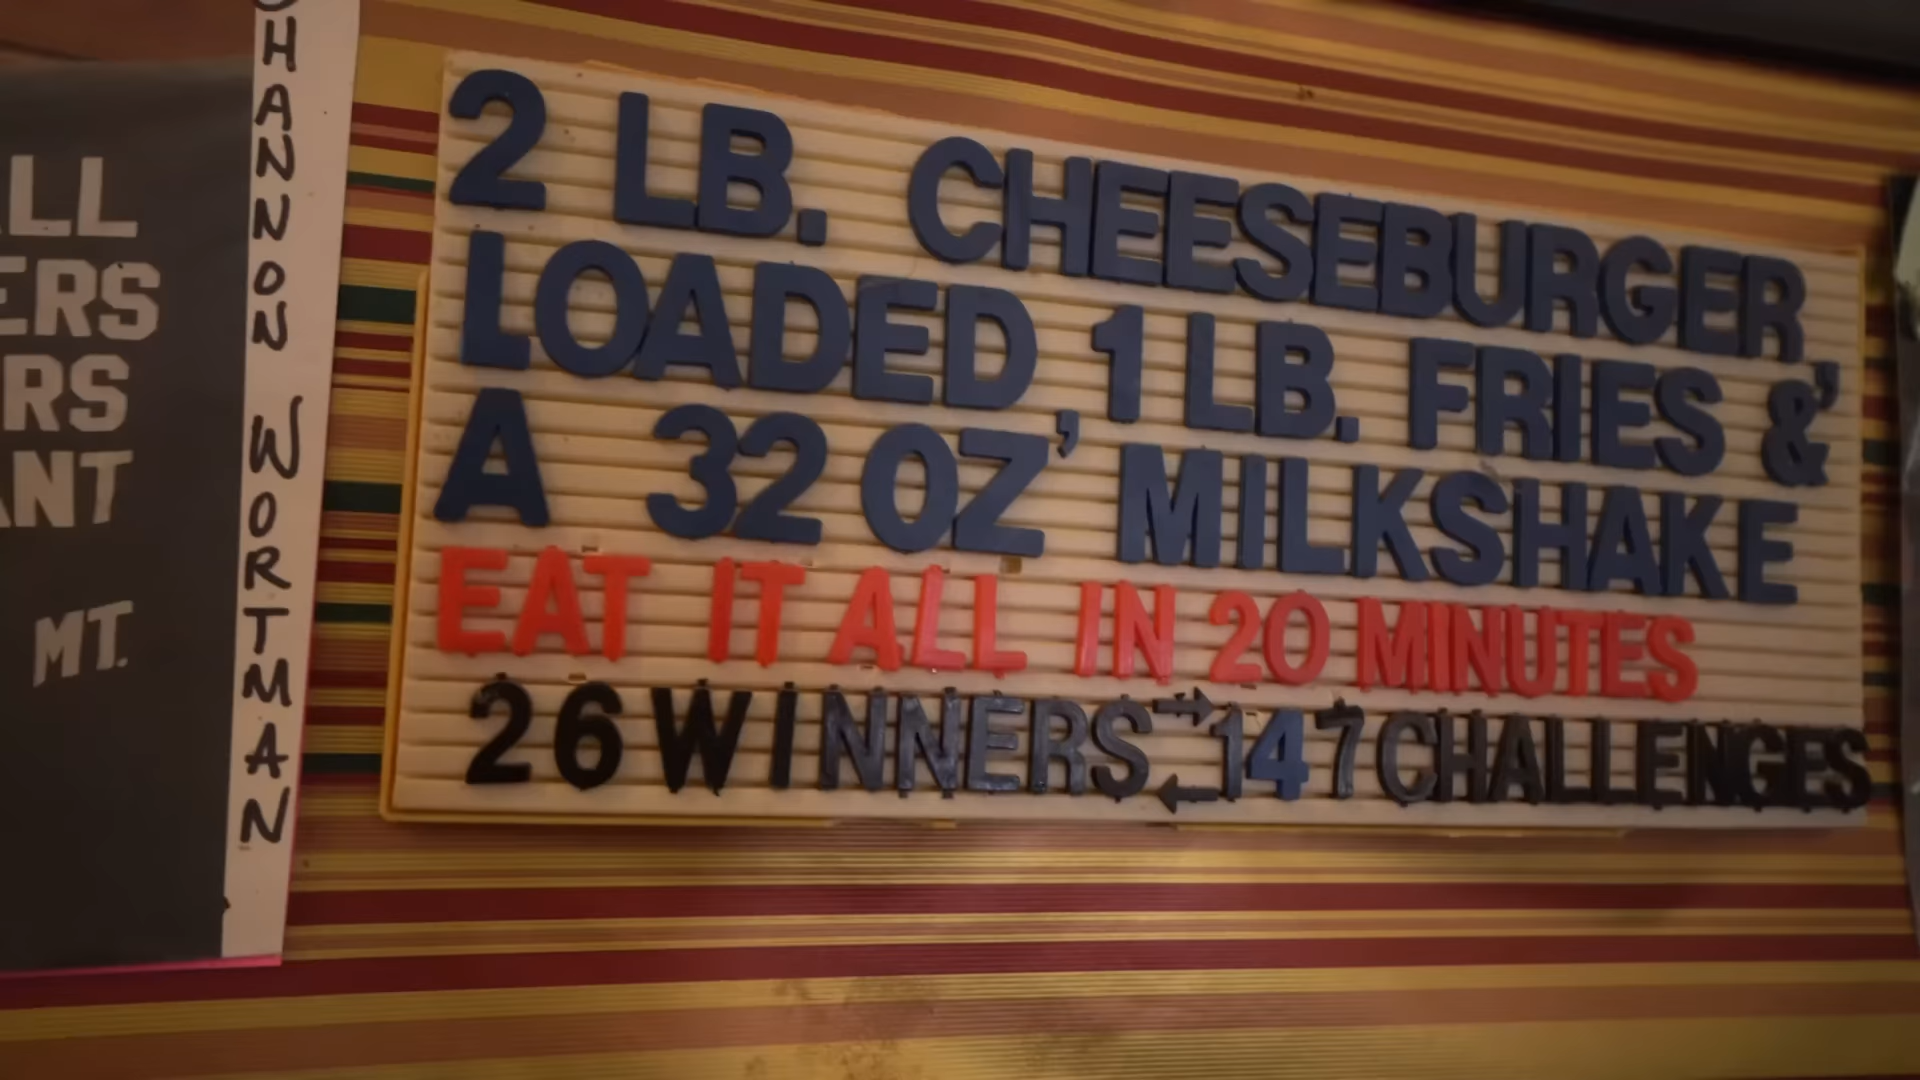 HANNON WORTMAN
LL
ERS
RS
ANT
MT.
2 LB. CHEESEBURGER,
LOADED 1 LB. FRIES &
A 32 OZ' MILKSHAKE
EAT IT ALL IN 20 MINUTES
26 WINNERS → ← 147 CHALLENGES